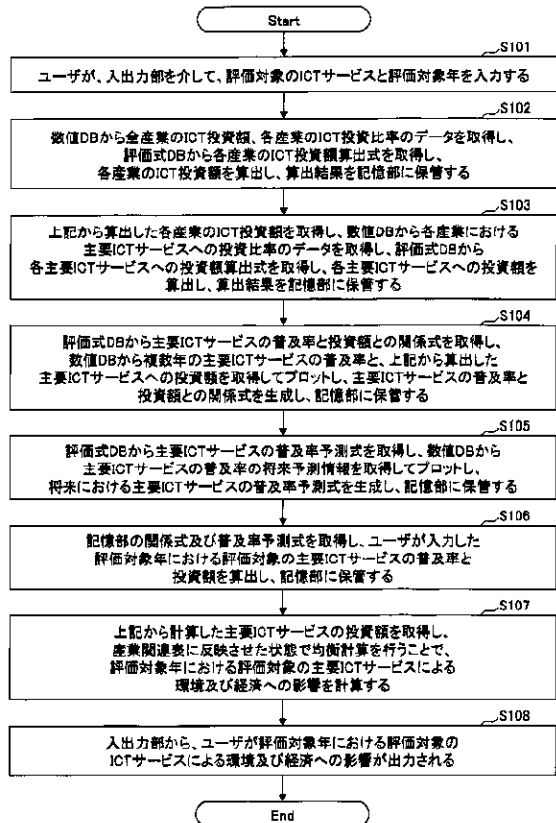 Start
S101
ユーザが、入出力部を介して、評価対象のICTサービスと評価対象年を入力する
S102
数値DBから全産業のICT投資額、各産業のICT投資比率のデータを取得し、
評価式DBから各産業のICT投資額算出式を取得し、
各産業のICT投資額を算出し、算出結果を記憶部に保管する
S103
上記から算出した各産業のICT投資額を取得し、数値DBから各産業における
主要ICTサービスへの投資比率のデータを取得し、評価式DBから
各主要ICTサービスへの投資額算出式を取得し、各主要ICTサービスへの投資額を
算出し、算出結果を記憶部に保管する
S104
評価式DBから主要ICTサービスの普及率と投資額との関係式を取得し、
数値DBから複数年の主要ICTサービスの普及率と、上記から算出した
主要ICTサービスへの投資額を取得してプロットし、主要ICTサービスの普及率と
投資額との関係式を生成し、記憶部に保管する
S105
評価式DBから主要ICTサービスの普及率予測式を取得し、数値DBから
主要ICTサービスの普及率の将来予測情報を取得してプロットし、
将来における主要ICTサービスの普及率予測式を生成し、記憶部に保管する
S106
記憶部の関係式及び普及率予測式を取得し、ユーザが入力した
評価対象年における評価対象の主要ICTサービスの普及率と
投資額を算出し、記憶部に保管する
S107
上記から計算した主要ICTサービスの投資額を取得し、
産業関連表に反映させた状態で均衡計算を行うことで、
評価対象年における評価対象の主要ICTサービスによる
環境及び経済への影響を計算する
S108
入出力部から、ユーザが評価対象年における評価対象の
ICTサービスによる環境及び経済への影響が出力される
End